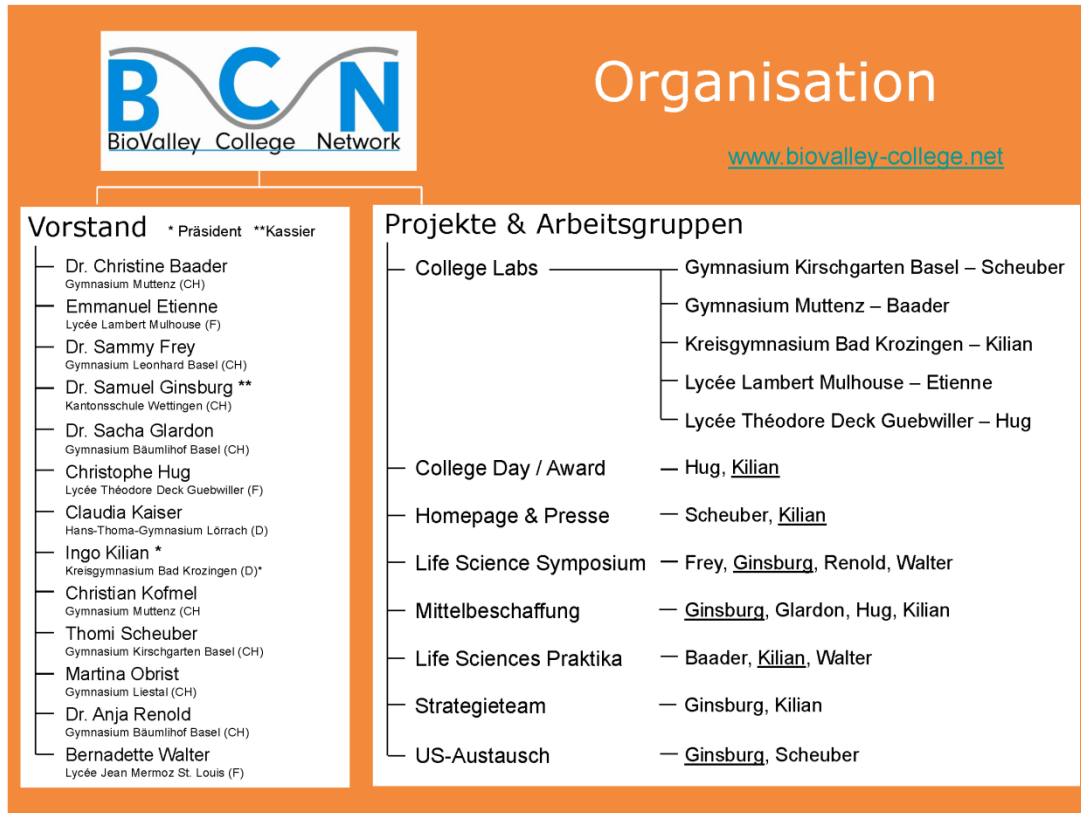 B C N
BioValley College Network
Organisation
www.biovalley-college.net
Vorstand * Präsident **Kassier
Dr. Christine Baader
Gymnasium Muttenz (CH)
Emmanuel Etienne
Lycée Lambert Mulhouse (F)
Dr. Sammy Frey
Gymnasium Leonhard Basel (CH)
Dr. Samuel Ginsburg **
Kantonsschule Wettingen (CH)
Dr. Sacha Glardon
Gymnasium Bäumlihof Basel (CH)
Christophe Hug
Lycée Théodore Deck Guebwiller (F)
Claudia Kaiser
Hans-Thoma-Gymnasium Lörrach (D)
Ingo Kilian *
Kreisgymnasium Bad Krozingen (D)*
Christian Kofmel
Gymnasium Muttenz (CH
Thomi Scheuber
Gymnasium Kirschgarten Basel (CH)
Martina Obrist
Gymnasium Liestal (CH)
Dr. Anja Renold
Gymnasium Bäumlihof Basel (CH)
Bernadette Walter
Lycée Jean Mermoz St. Louis (F)
Projekte & Arbeitsgruppen
College Labs
Gymnasium Kirschgarten Basel – Scheuber
Gymnasium Muttenz – Baader
Kreisgymnasium Bad Krozingen – Kilian
Lycée Lambert Mulhouse – Etienne
Lycée Théodore Deck Guebwiller – Hug
College Day / Award – Hug, Kilian
Homepage & Presse – Scheuber, Kilian
Life Science Symposium – Frey, Ginsburg, Renold, Walter
Mittelbeschaffung – Ginsburg, Glardon, Hug, Kilian
Life Sciences Praktika – Baader, Kilian, Walter
Strategieteam – Ginsburg, Kilian
US-Austausch – Ginsburg, Scheuber